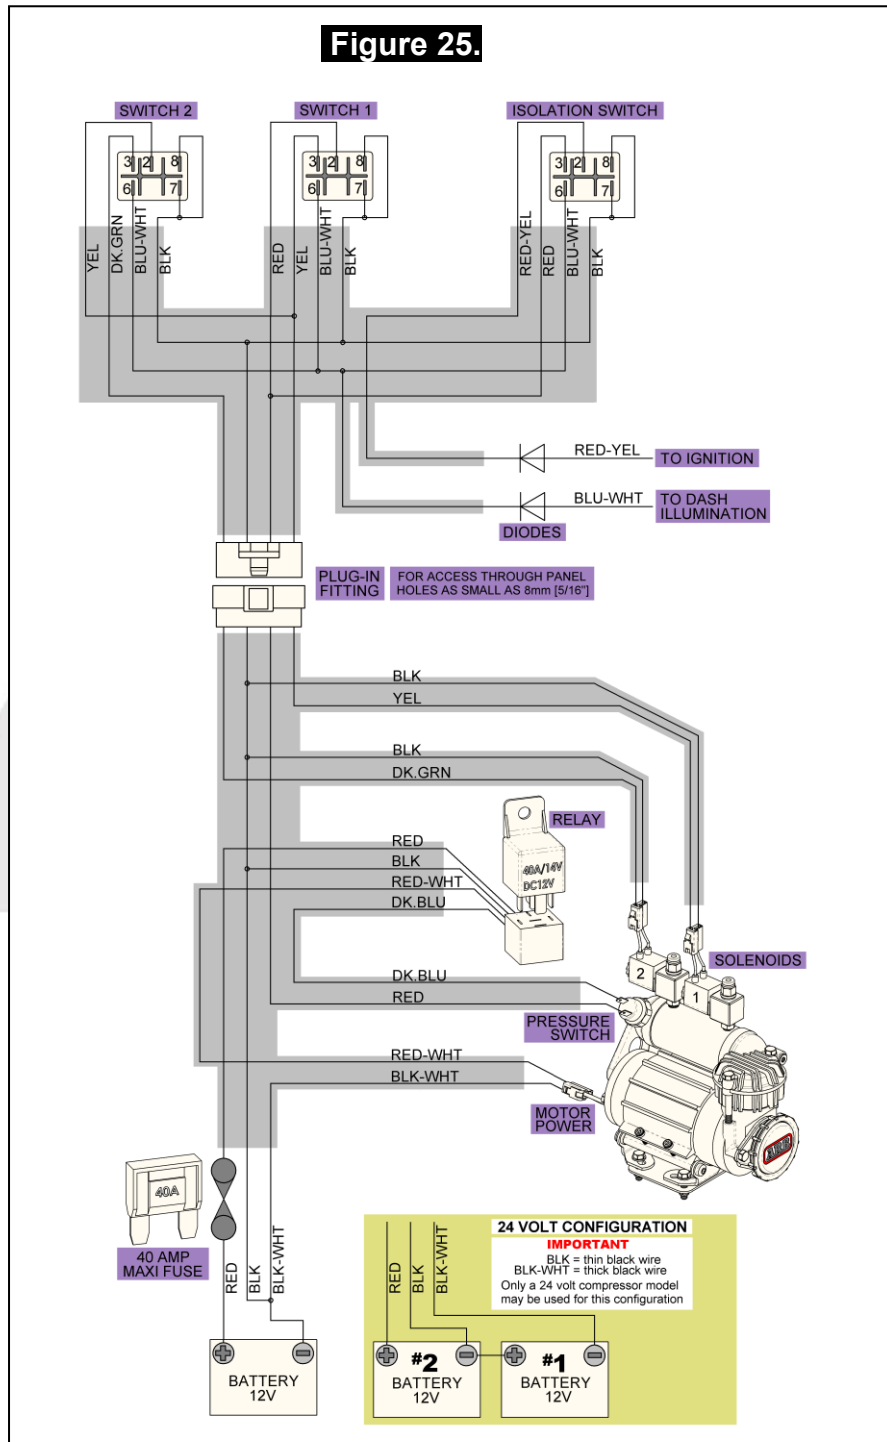 Figure 25.
SWITCH 2
SWITCH 1
ISOLATION SWITCH
3 2 8
6 7
3 2 8
6 7
3 2 8
6 7
YEL
DK.GRN
BLU-WHT
BLK
RED
YEL
BLU-WHT
BLK
RED-YEL
RED
BLU-WHT
BLK
RED-YEL
TO IGNITION
BLU-WHT
TO DASH
ILLUMINATION
DIODES
PLUG-IN
FITTING
FOR ACCESS THROUGH PANEL
HOLES AS SMALL AS 8mm [5/16"]
BLK
YEL
BLK
DK.GRN
RELAY
40A/14V
DC12V
RED
BLK
RED-WHT
DK.BLU
SOLENOIDS
2
1
DK.BLU
RED
PRESSURE
SWITCH
RED-WHT
BLK-WHT
MOTOR
POWER
ARB
40A
40 AMP
MAXI FUSE
RED
BLK
BLK-WHT
BATTERY
12V
24 VOLT CONFIGURATION
IMPORTANT
BLK = thin black wire
BLK-WHT = thick black wire
Only a 24 volt compressor model
may be used for this configuration
RED
BLK
BLK-WHT
#2
BATTERY
12V
#1
BATTERY
12V